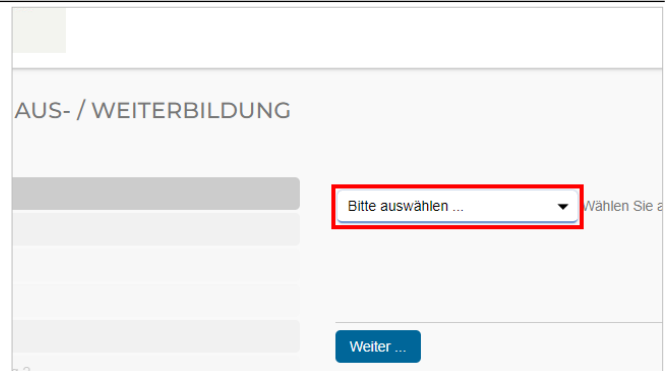 AUS- / WEITERBILDUNG
Bitte auswählen ... Wählen Sie a
Weiter ...